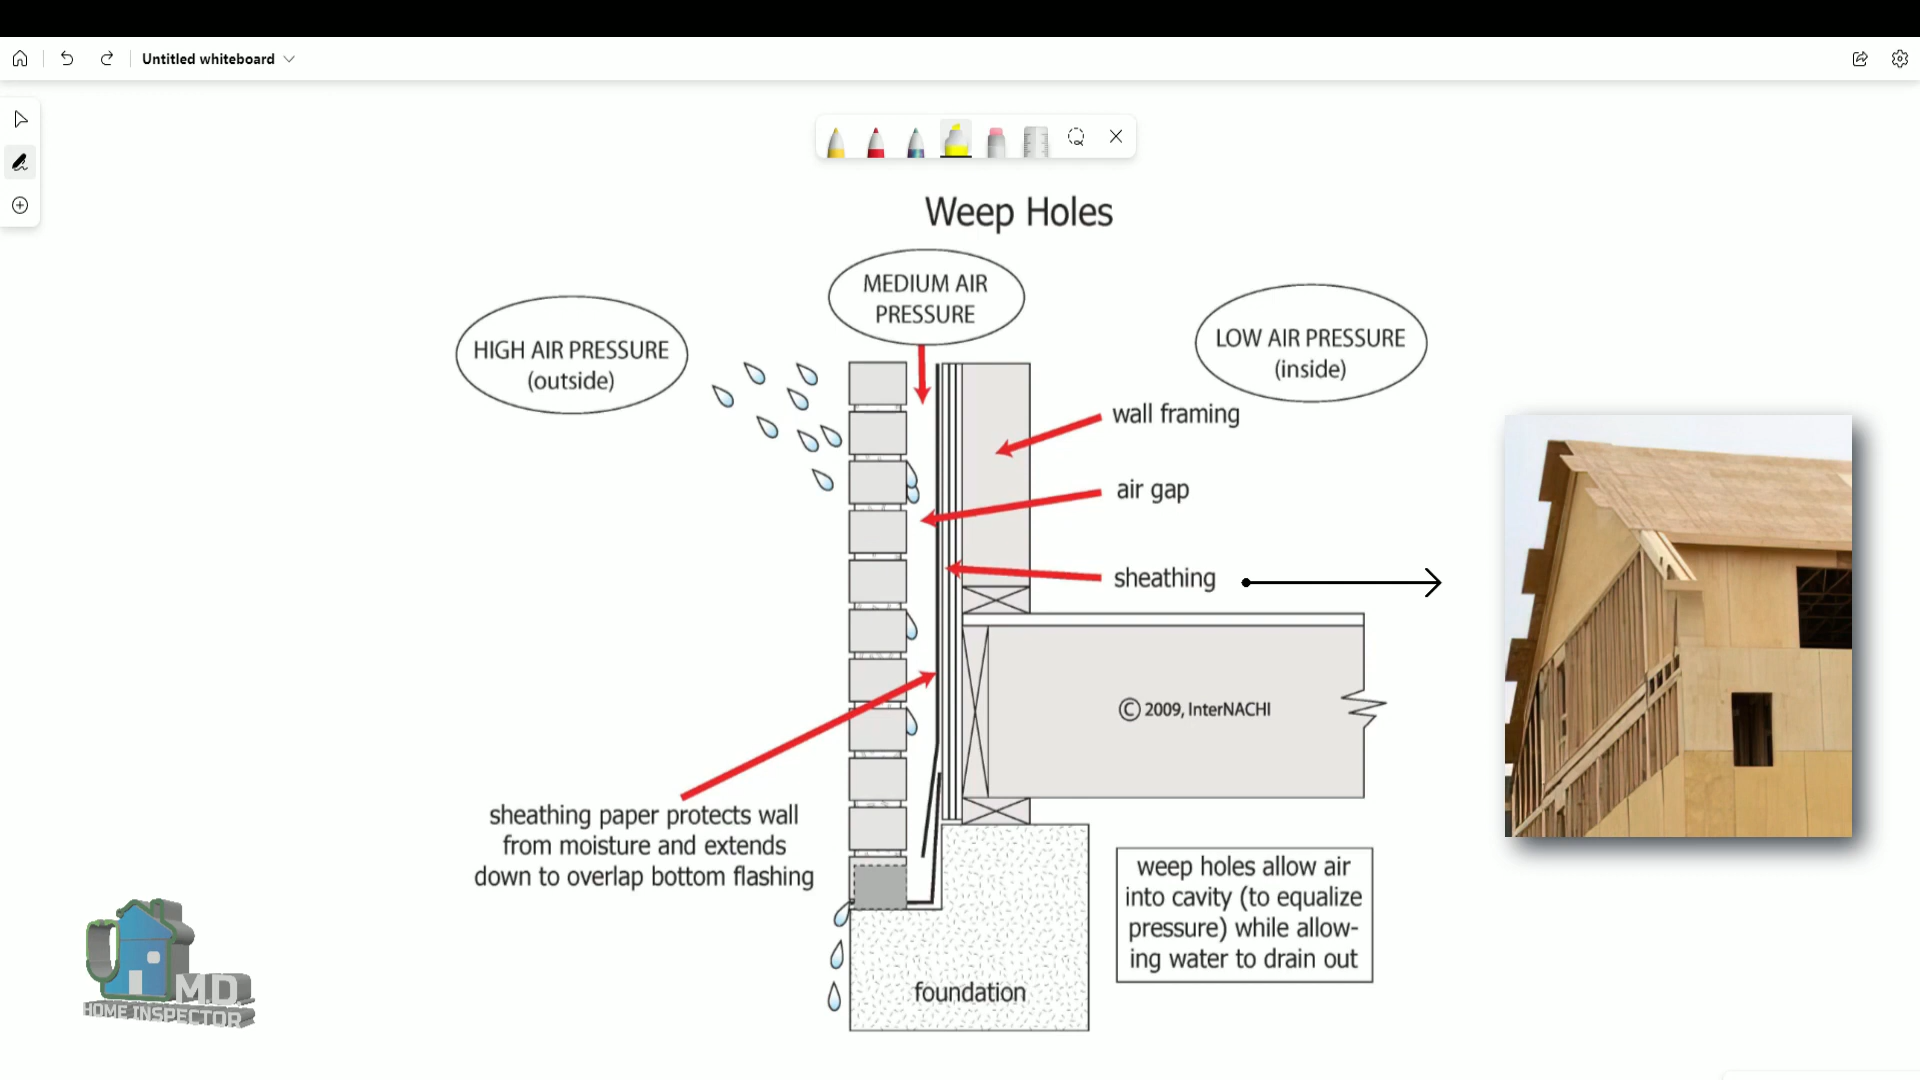 Untitled whiteboard
Weep Holes
MEDIUM AIR
PRESSURE
HIGH AIR PRESSURE
(outside)
LOW AIR PRESSURE
(inside)
wall framing
air gap
sheathing
© 2009, InterNACHI
sheathing paper protects wall
from moisture and extends
down to overlap bottom flashing
weep holes allow air
into cavity (to equalize
pressure) while allow-
ing water to drain out
foundation
M.D.
HOME INSPECTOR